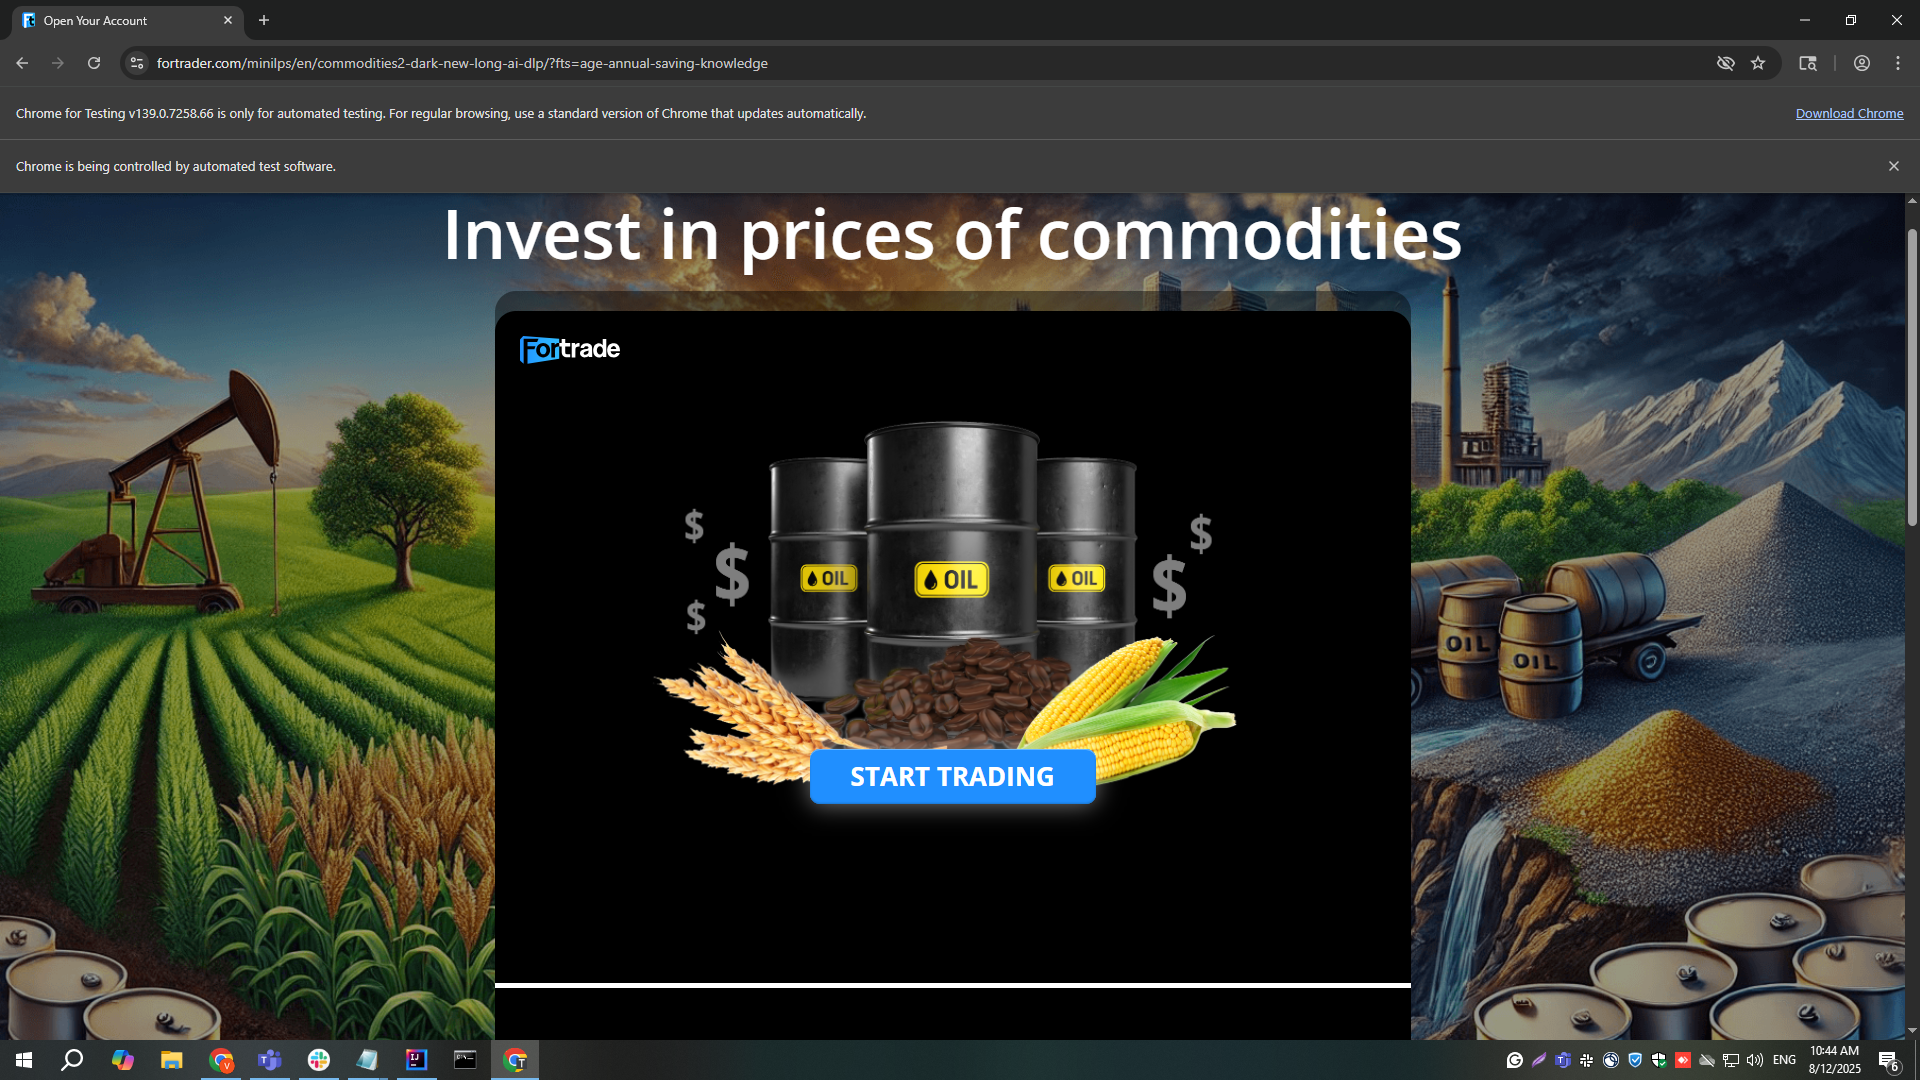 Open Your Account
fortrader.com/minilps/en/commodities2-dark-new-long-ai-dlp/?fts=age-annual-saving-knowledge
Chrome for Testing v139.0.7258.66 is only for automated testing. For regular browsing, use a standard version of Chrome that updates automatically.
Download Chrome
Chrome is being controlled by automated test software.
Invest in prices of commodities
Fortrade
$
$
$
$
$
OIL
OIL
OIL
OIL
OIL
START TRADING
ENG
10:44 AM
8/12/2025
6